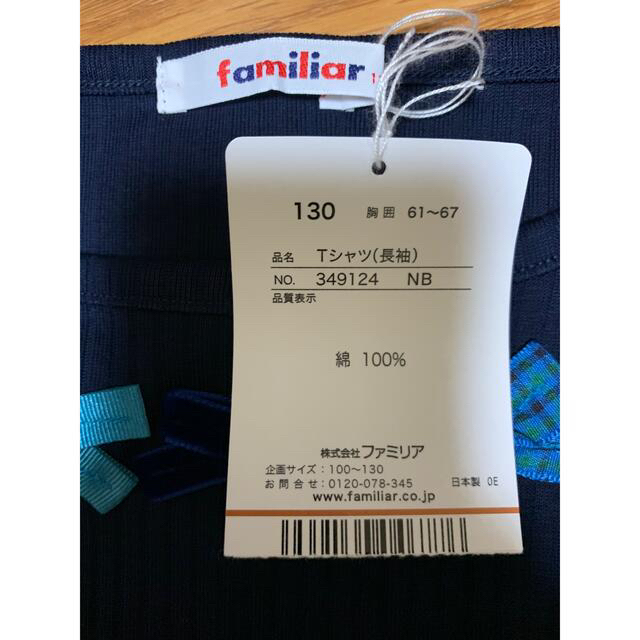 familiar
130 胸囲 61～67
品名 Tシャツ(長袖)
NO. 349124 NB
品質表示
綿 100%
株式会社ファミリア
企画サイズ：100～130
お問合せ：0120-078-345 日本製 0E
www.familiar.co.jp